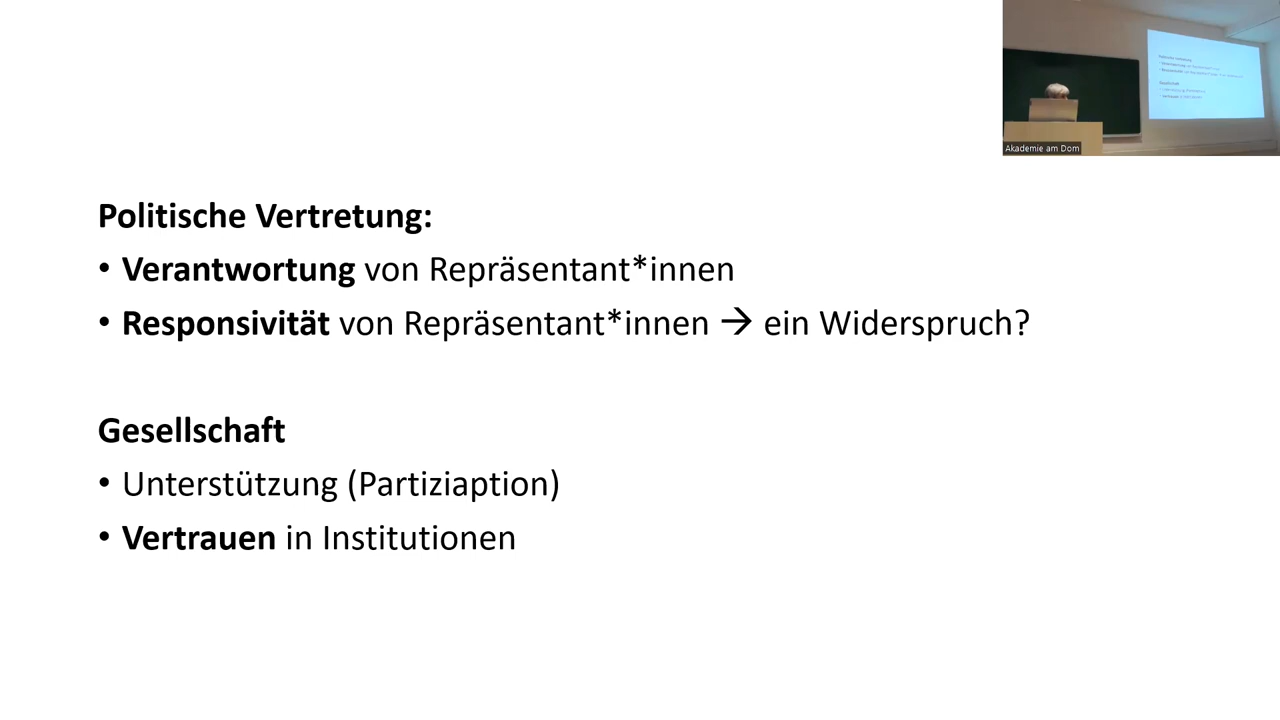 Akademie am Dom
Politische Vertretung:
• Verantwortung von Repräsentant*innen
• Responsivität von Repräsentant*innen → ein Widerspruch?
Gesellschaft
• Unterstützung (Partiziaption)
• Vertrauen in Institutionen